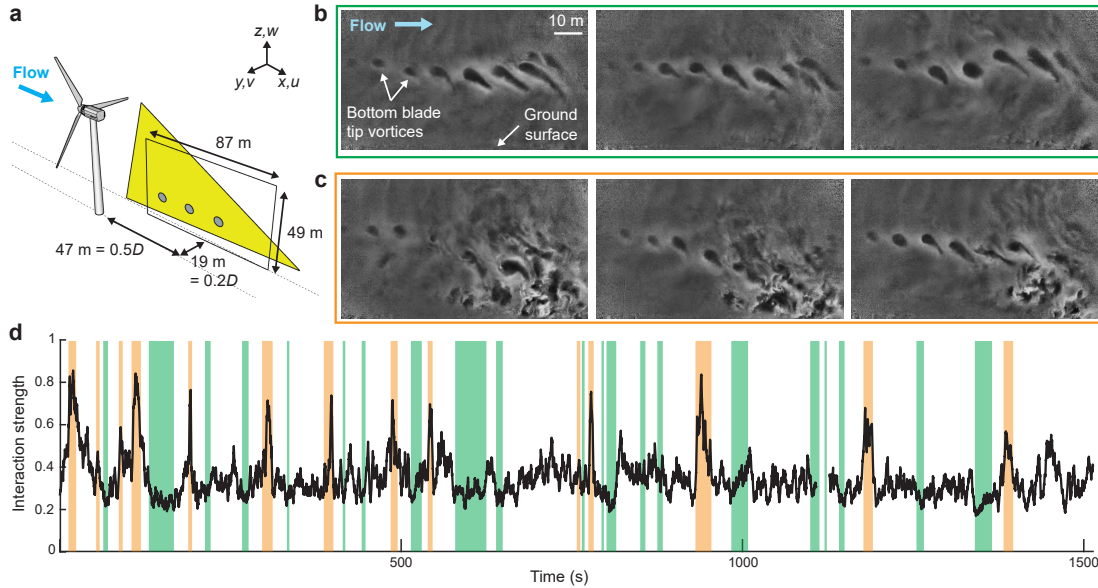 a
z,w
y,v
x,u
Flow
87 m
49 m
47 m = 0.5D
19 m
= 0.2D
b
Flow
10 m
Bottom blade
tip vortices
Ground
surface
c
d
Interaction strength
1
0.8
0.6
0.4
0.2
0
500
1000
1500
Time (s)